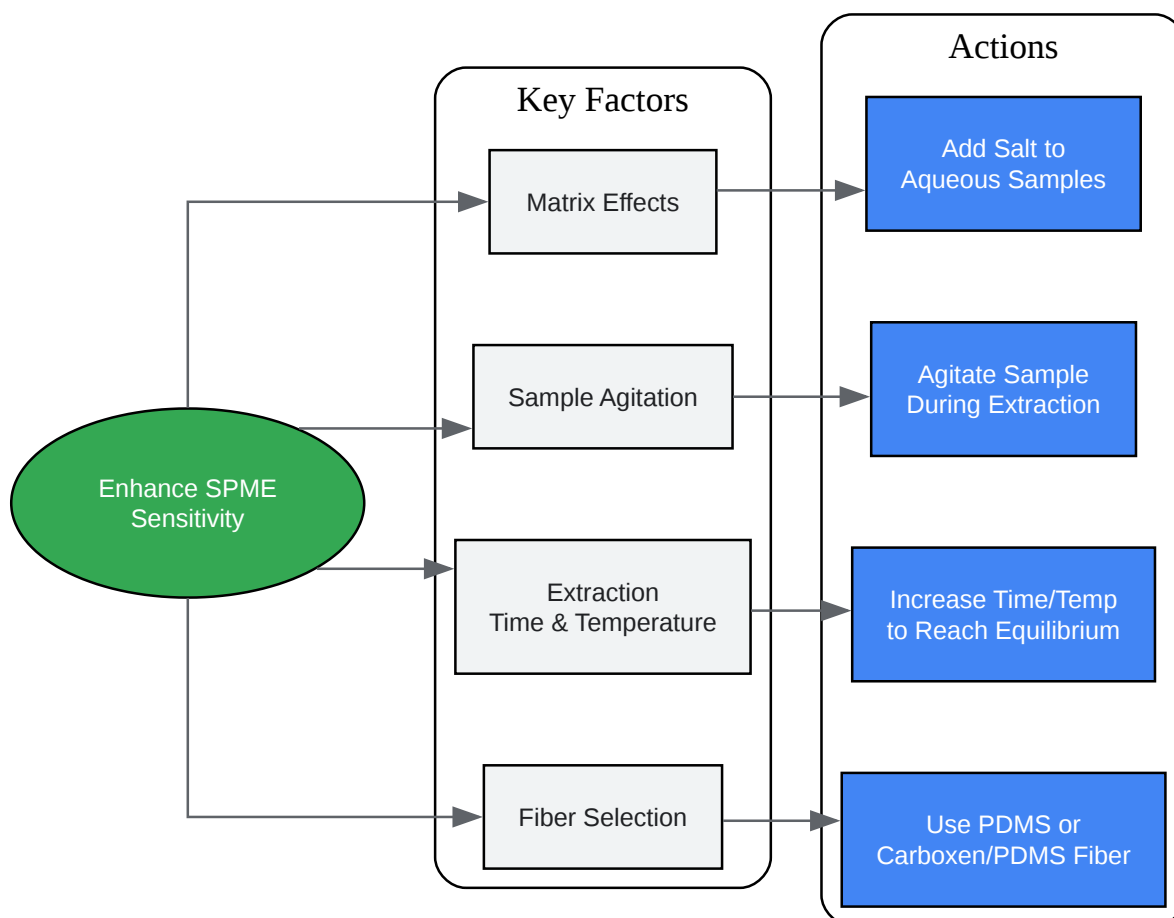 Actions
Key Factors
Add Salt to
Aqueous Samples
Matrix Effects
Agitate Sample
During Extraction
Sample Agitation
Enhance SPME
Sensitivity
Extraction
Time & Temperature
Increase Time/Temp
to Reach Equilibrium
Fiber Selection
Use PDMS or
Carboxen/PDMS Fiber